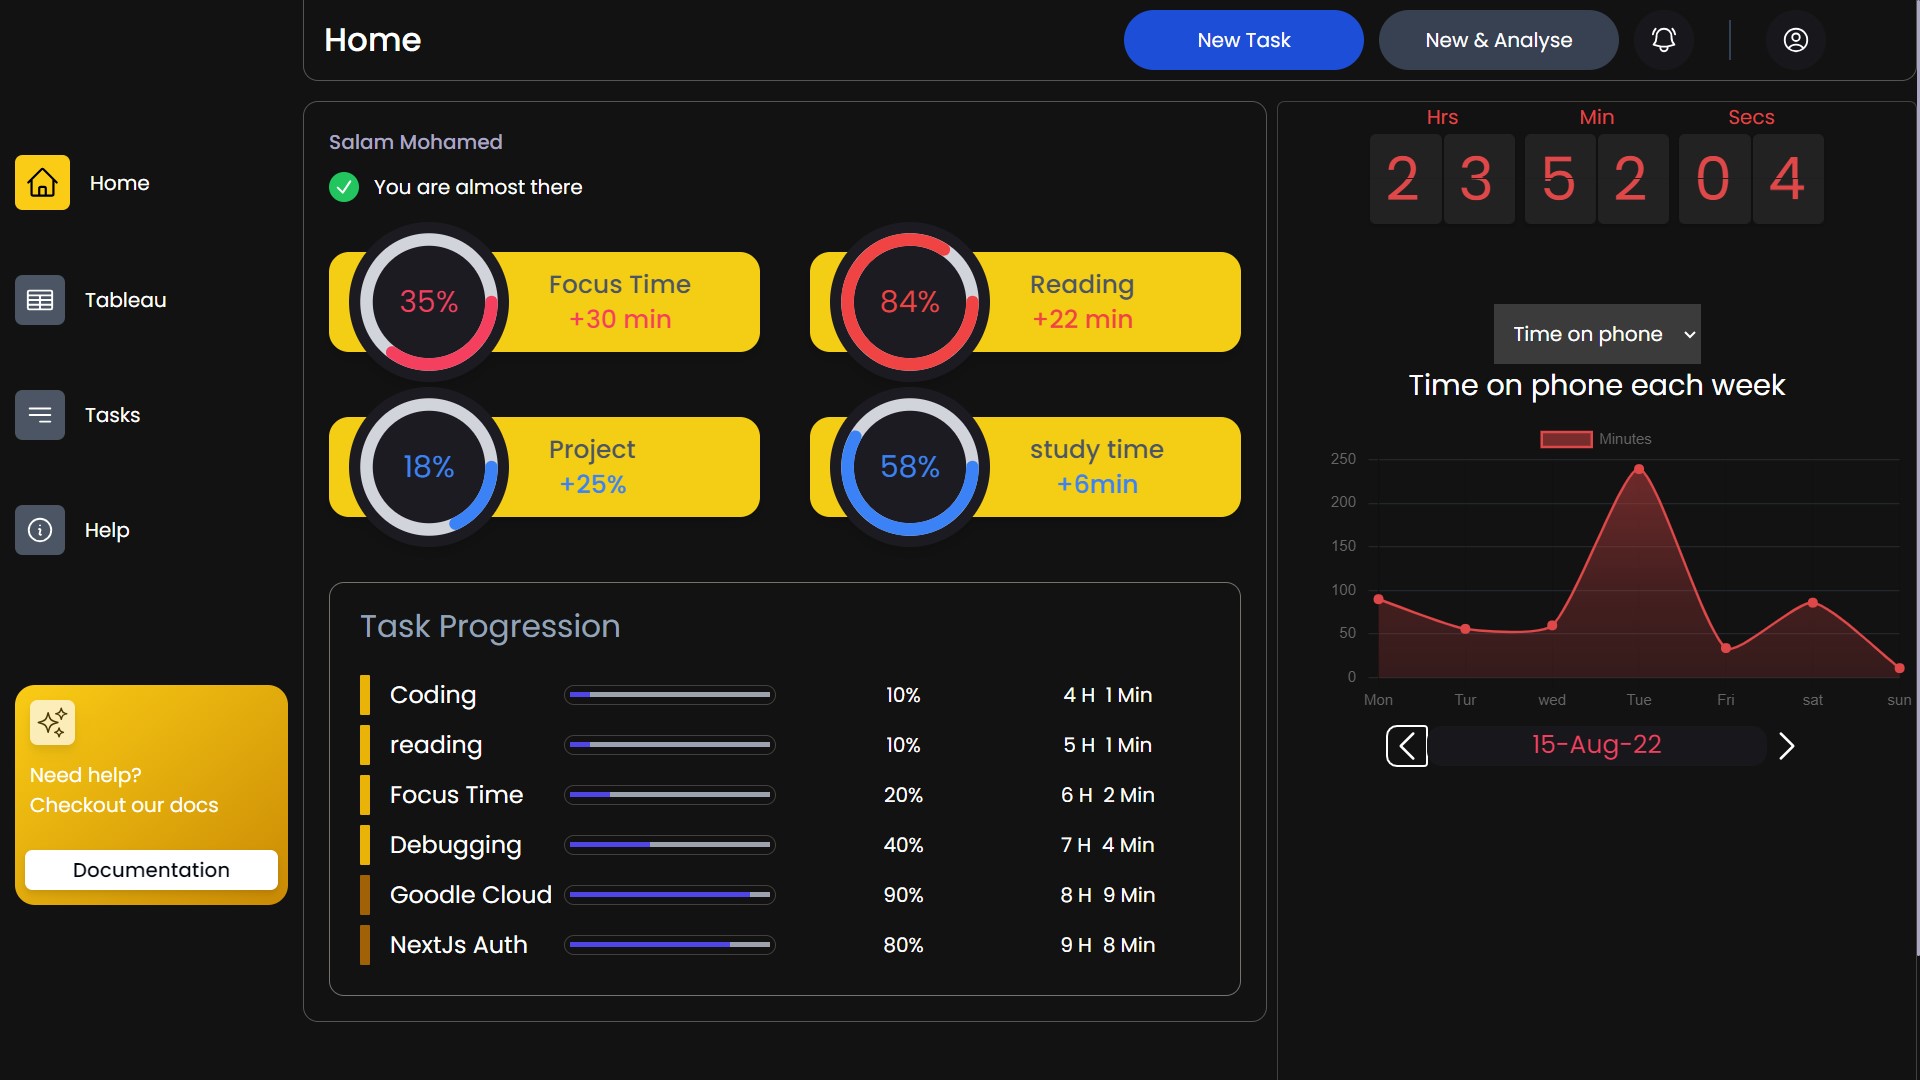 Home
New Task
New & Analyse
Home
Tableau
Tasks
Help
Need help?
Checkout our docs
Documentation
Salam Mohamed
You are almost there
35%
Focus Time
+30 min
84%
Reading
+22 min
18%
Project
+25%
58%
study time
+6min
Task Progression
Coding 10% 4 H 1 Min
reading 10% 5 H 1 Min
Focus Time 20% 6 H 2 Min
Debugging 40% 7 H 4 Min
Goodle Cloud 90% 8 H 9 Min
NextJs Auth 80% 9 H 8 Min
Hrs Min Secs
2 3 5 2 0 4
Time on phone
Time on phone each week
Minutes
250
200
150
100
50
0
Mon Tur wed Tue Fri sat sun
15-Aug-22